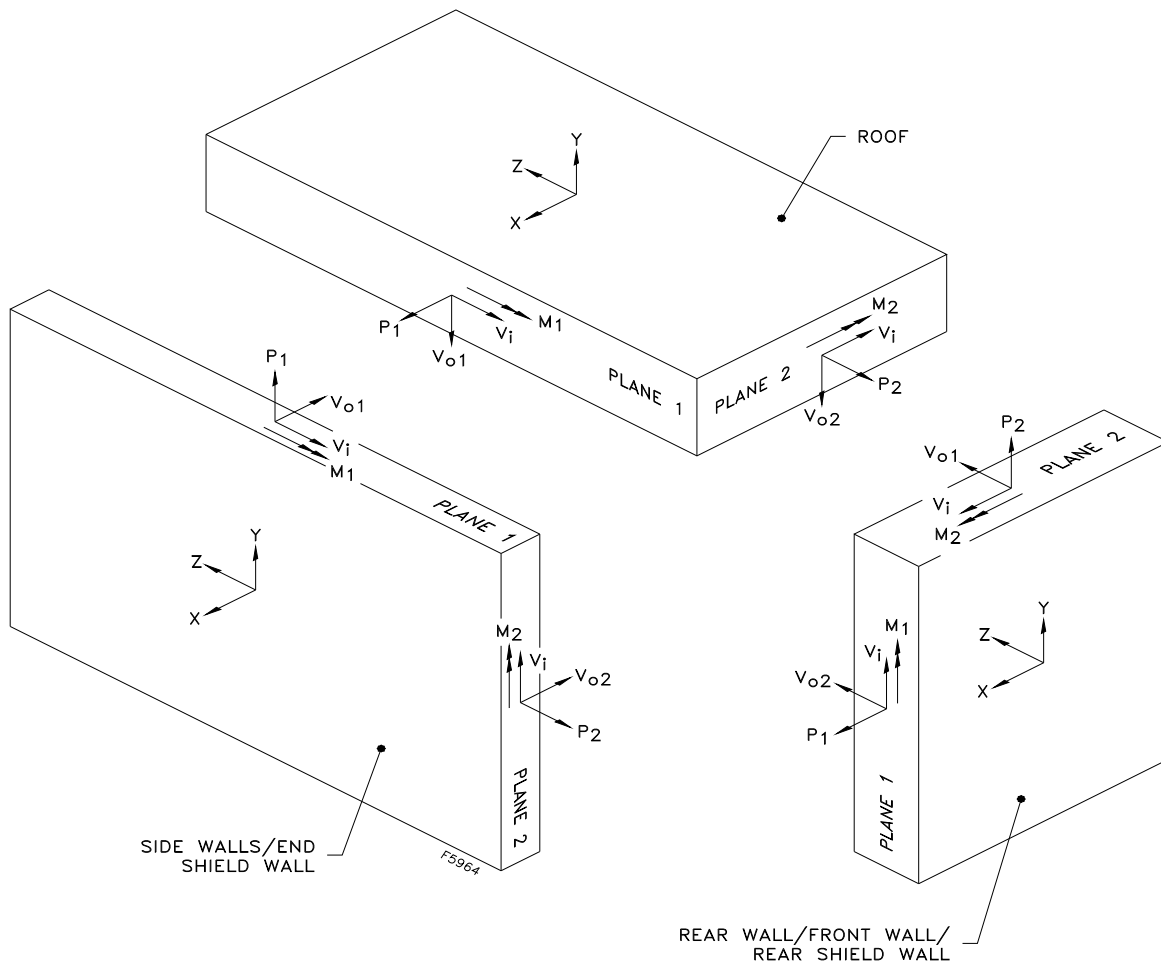 ROOF
Y
Z
X
P1
Vo1
Vi
M1
PLANE 1
PLANE 2
M2
Vi
P2
Vo2
P1
Vo1
Vi
M1
PLANE 1
Y
Z
X
M2
Vi
Vo2
P2
PLANE 2
SIDE WALLS/END
SHIELD WALL
F5964
P2
Vo1
Vi
M2
PLANE 2
M1
Vi
Vo2
P1
PLANE 1
Y
Z
X
REAR WALL/FRONT WALL/
REAR SHIELD WALL